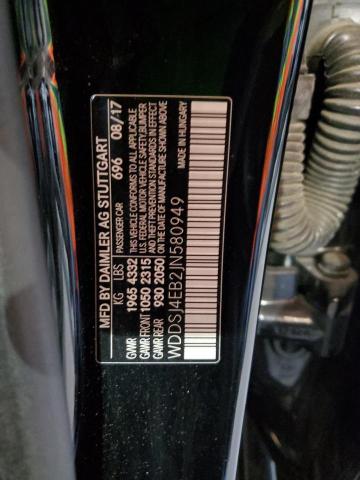 MFD BY DAIMLER AG STUTTGART
PASSENGER CAR 696 08/17
KG LBS
GAWR 1965 4332
GAWR FRONT 1050 2315
GAWR REAR 930 2050
THIS VEHICLE CONFORMS TO ALL APPLICABLE
U.S. FEDERAL MOTOR VEHICLE SAFETY, BUMPER
AND THEFT PREVENTION STANDARDS IN EFFECT
ON THE DATE OF MANUFACTURE SHOWN ABOVE.
MADE IN HUNGARY
WDDSJ4EB2JN580949